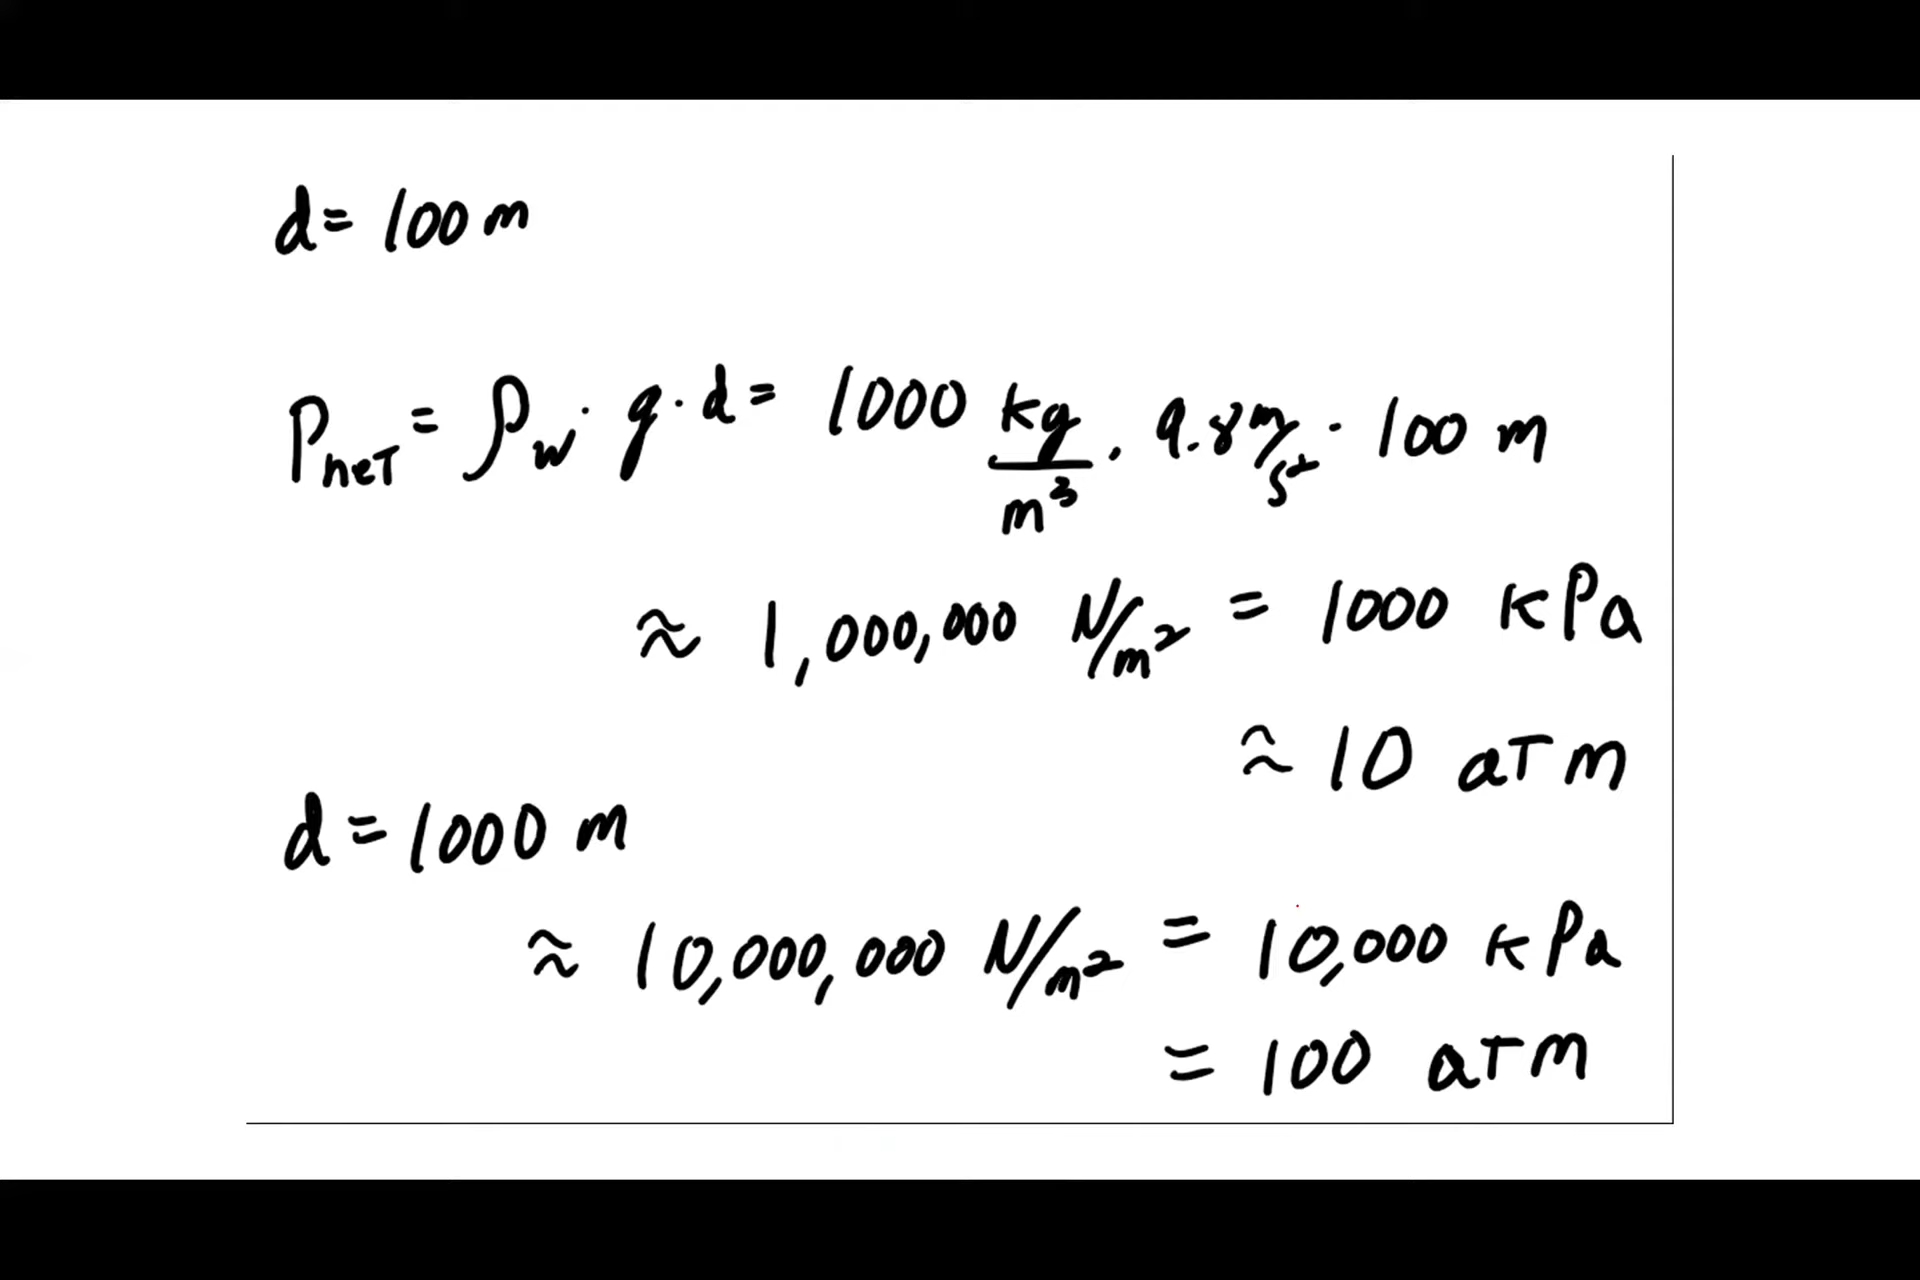 d = 100 m
P_neT = ρ_w · g · d = 1000 kg/m³ · 9.8 m/s² · 100 m
≈ 1,000,000 N/m² = 1000 kPa
≈ 10 aTm
d = 1000 m
≈ 10,000,000 N/m² = 10,000 kPa
= 100 aTm